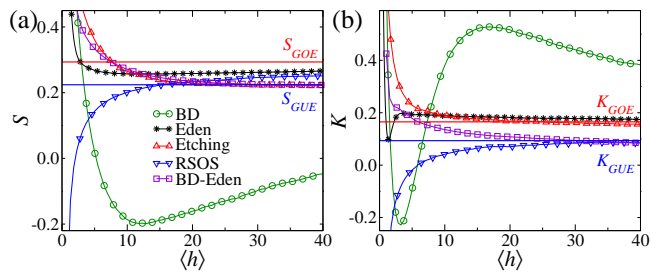 (a)
0.4
0.2
0.0
-0.2
S
S_GOE
S_GUE
BD
Eden
Etching
RSOS
BD-Eden
0 10 20 30 40
⟨h⟩
(b)
0.4
0.2
0.0
-0.2
K
K_GOE
K_GUE
0 10 20 30 40
⟨h⟩